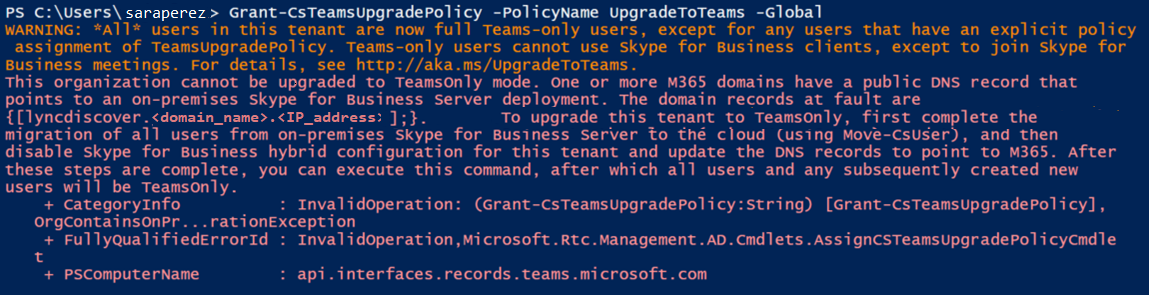 PS C:\Users\saraperez> Grant-CsTeamsUpgradePolicy -PolicyName UpgradeToTeams -Global
WARNING: *All* users in this tenant are now full Teams-only users, except for any users that have an explicit policy
assignment of TeamsUpgradePolicy. Teams-only users cannot use Skype for Business clients, except to join Skype for
Business meetings. For details, see http://aka.ms/UpgradeToTeams.
This organization cannot be upgraded to TeamsOnly mode. One or more M365 domains have a public DNS record that
points to an on-premises Skype for Business Server deployment. The domain records at fault are
{[lyncdiscover.<domain_name>.<IP_address>];}. To upgrade this tenant to TeamsOnly, first complete the
migration of all users from on-premises Skype for Business Server to the cloud (using Move-CsUser), and then
disable Skype for Business hybrid configuration for this tenant and update the DNS records to point to M365. After
these steps are complete, you can execute this command, after which all users and any subsequently created new
users will be TeamsOnly.
+ CategoryInfo : InvalidOperation: (Grant-CsTeamsUpgradePolicy:String) [Grant-CsTeamsUpgradePolicy],
OrgContainsOnPr...rationException
+ FullyQualifiedErrorId : InvalidOperation,Microsoft.Rtc.Management.AD.Cmdlets.AssignCSTeamsUpgradePolicyCmdle
t
+ PSComputerName : api.interfaces.records.teams.microsoft.com